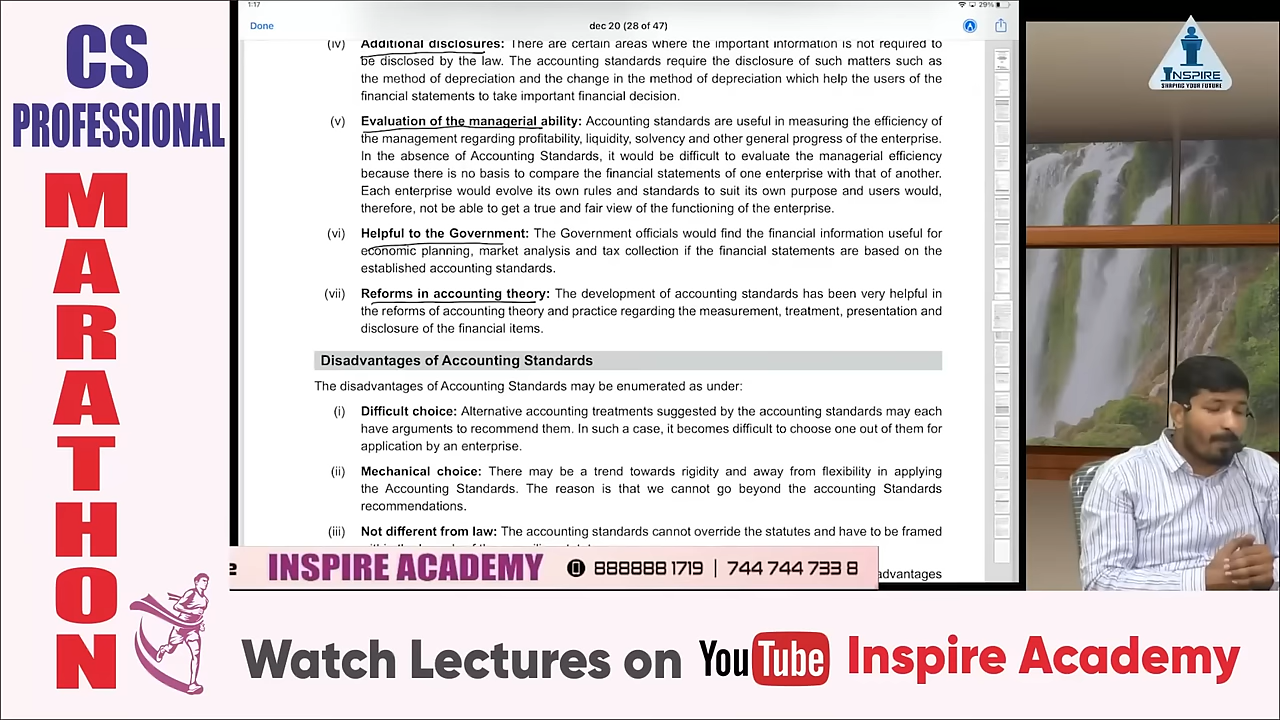 CS
PROFESSIONAL
MARATHON
1:17
29%
Done
dec 20 (28 of 47)
(iv) Additional disclosures: There are certain areas where the important information is not required to
be disclosed by the law. The accounting standards require the disclosure of such matters such as
the method of depreciation and the change in the method of depreciation which help the users of the
financial statements to take financial decision.
(v) Evaluation of the managerial ability: Accounting standards are useful in measuring the efficiency of
the management regarding profitability, liquidity, solvency and other general progress of the enterprise.
In the absence of accounting standards, it would be difficult to evaluate the managerial efficiency
because there is no basis to compare the financial statements of one enterprise with that of another.
Each enterprise would evolve its own rules and standards to suit its own purpose and users would,
therefore, not be able to get a true and fair view of the functioning of the enterprise.
(vi) Helpful to the Government: The Government officials would find the financial information useful for
economic planning, market analysis and tax collection if the financial statements are based on the
established accounting standards.
(vii) Reforms in accounting theory: The development of accounting standards has been very helpful in
the reforms in accounting theory and practice regarding the measurement, treatment, presentation and
disclosure of the financial items.
Disadvantages of Accounting Standards
The disadvantages of Accounting Standards may be enumerated as under:
(i) Difficult choice: Alternative accounting treatment suggested by the accounting standards and each
have arguments to recommend them. In such a case, it becomes difficult to choose one out of them for
application by an enterprise.
(ii) Mechanical choice: There may be a trend towards rigidity and away from flexibility in applying
the Accounting Standards. The reason is that we cannot go beyond the accounting Standards
recommendations.
(iii) Not different from law: The accounting standards cannot override the statutes and have to be framed
advantages
INSPIRE ACADEMY 888888 1719 | 744 744 733 8
INSPIRE
SHAPING YOUR FUTURE
Watch Lectures on YouTube Inspire Academy